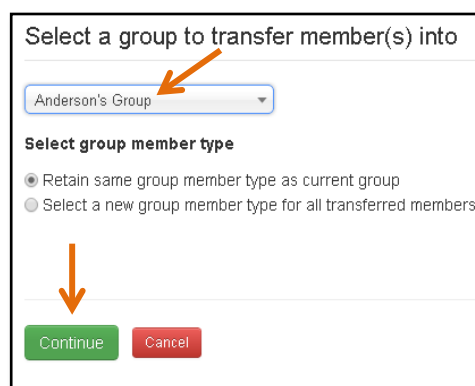 Select a group to transfer member(s) into
Anderson's Group
Select group member type
Retain same group member type as current group
Select a new group member type for all transferred members
Continue
Cancel